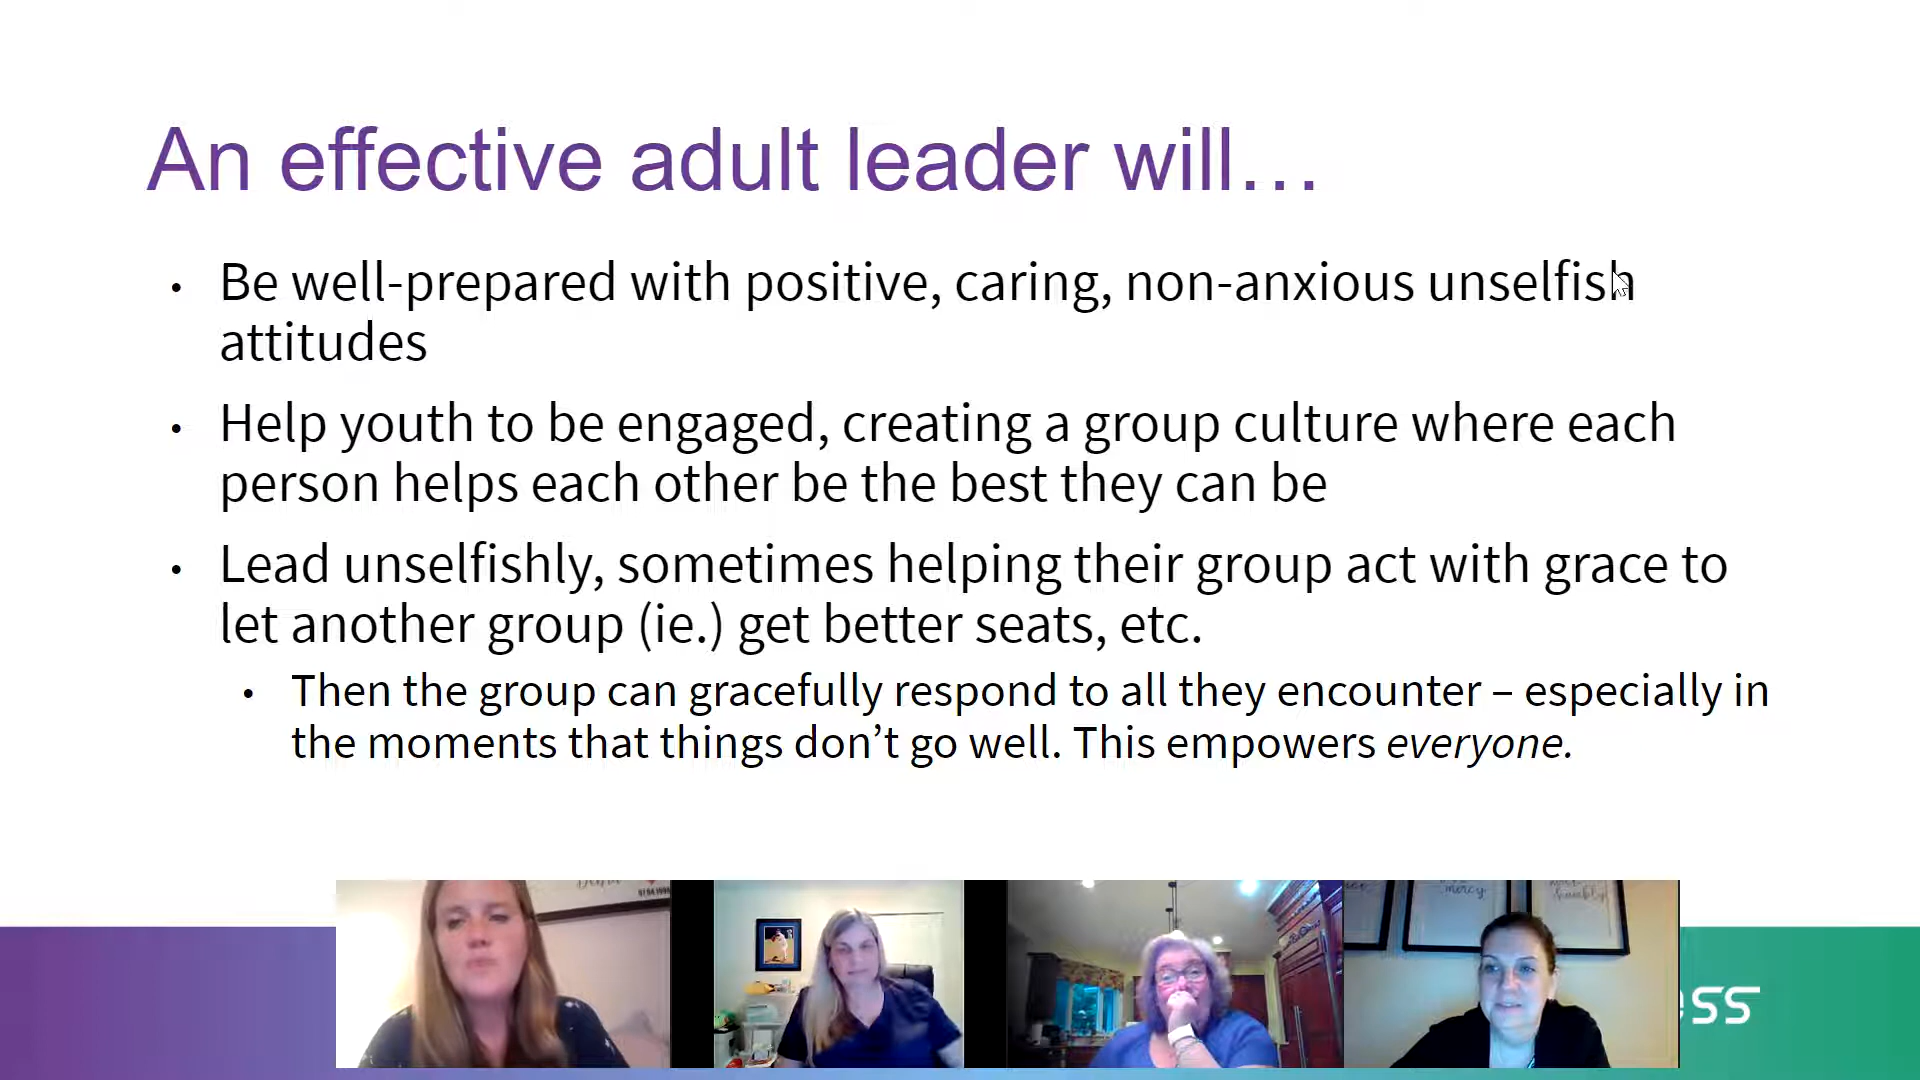 An effective adult leader will…
• Be well-prepared with positive, caring, non-anxious unselfish
attitudes
• Help youth to be engaged, creating a group culture where each
person helps each other be the best they can be
• Lead unselfishly, sometimes helping their group act with grace to
let another group (ie.) get better seats, etc.
• Then the group can gracefully respond to all they encounter – especially in
the moments that things don’t go well. This empowers everyone.
mercy
ess